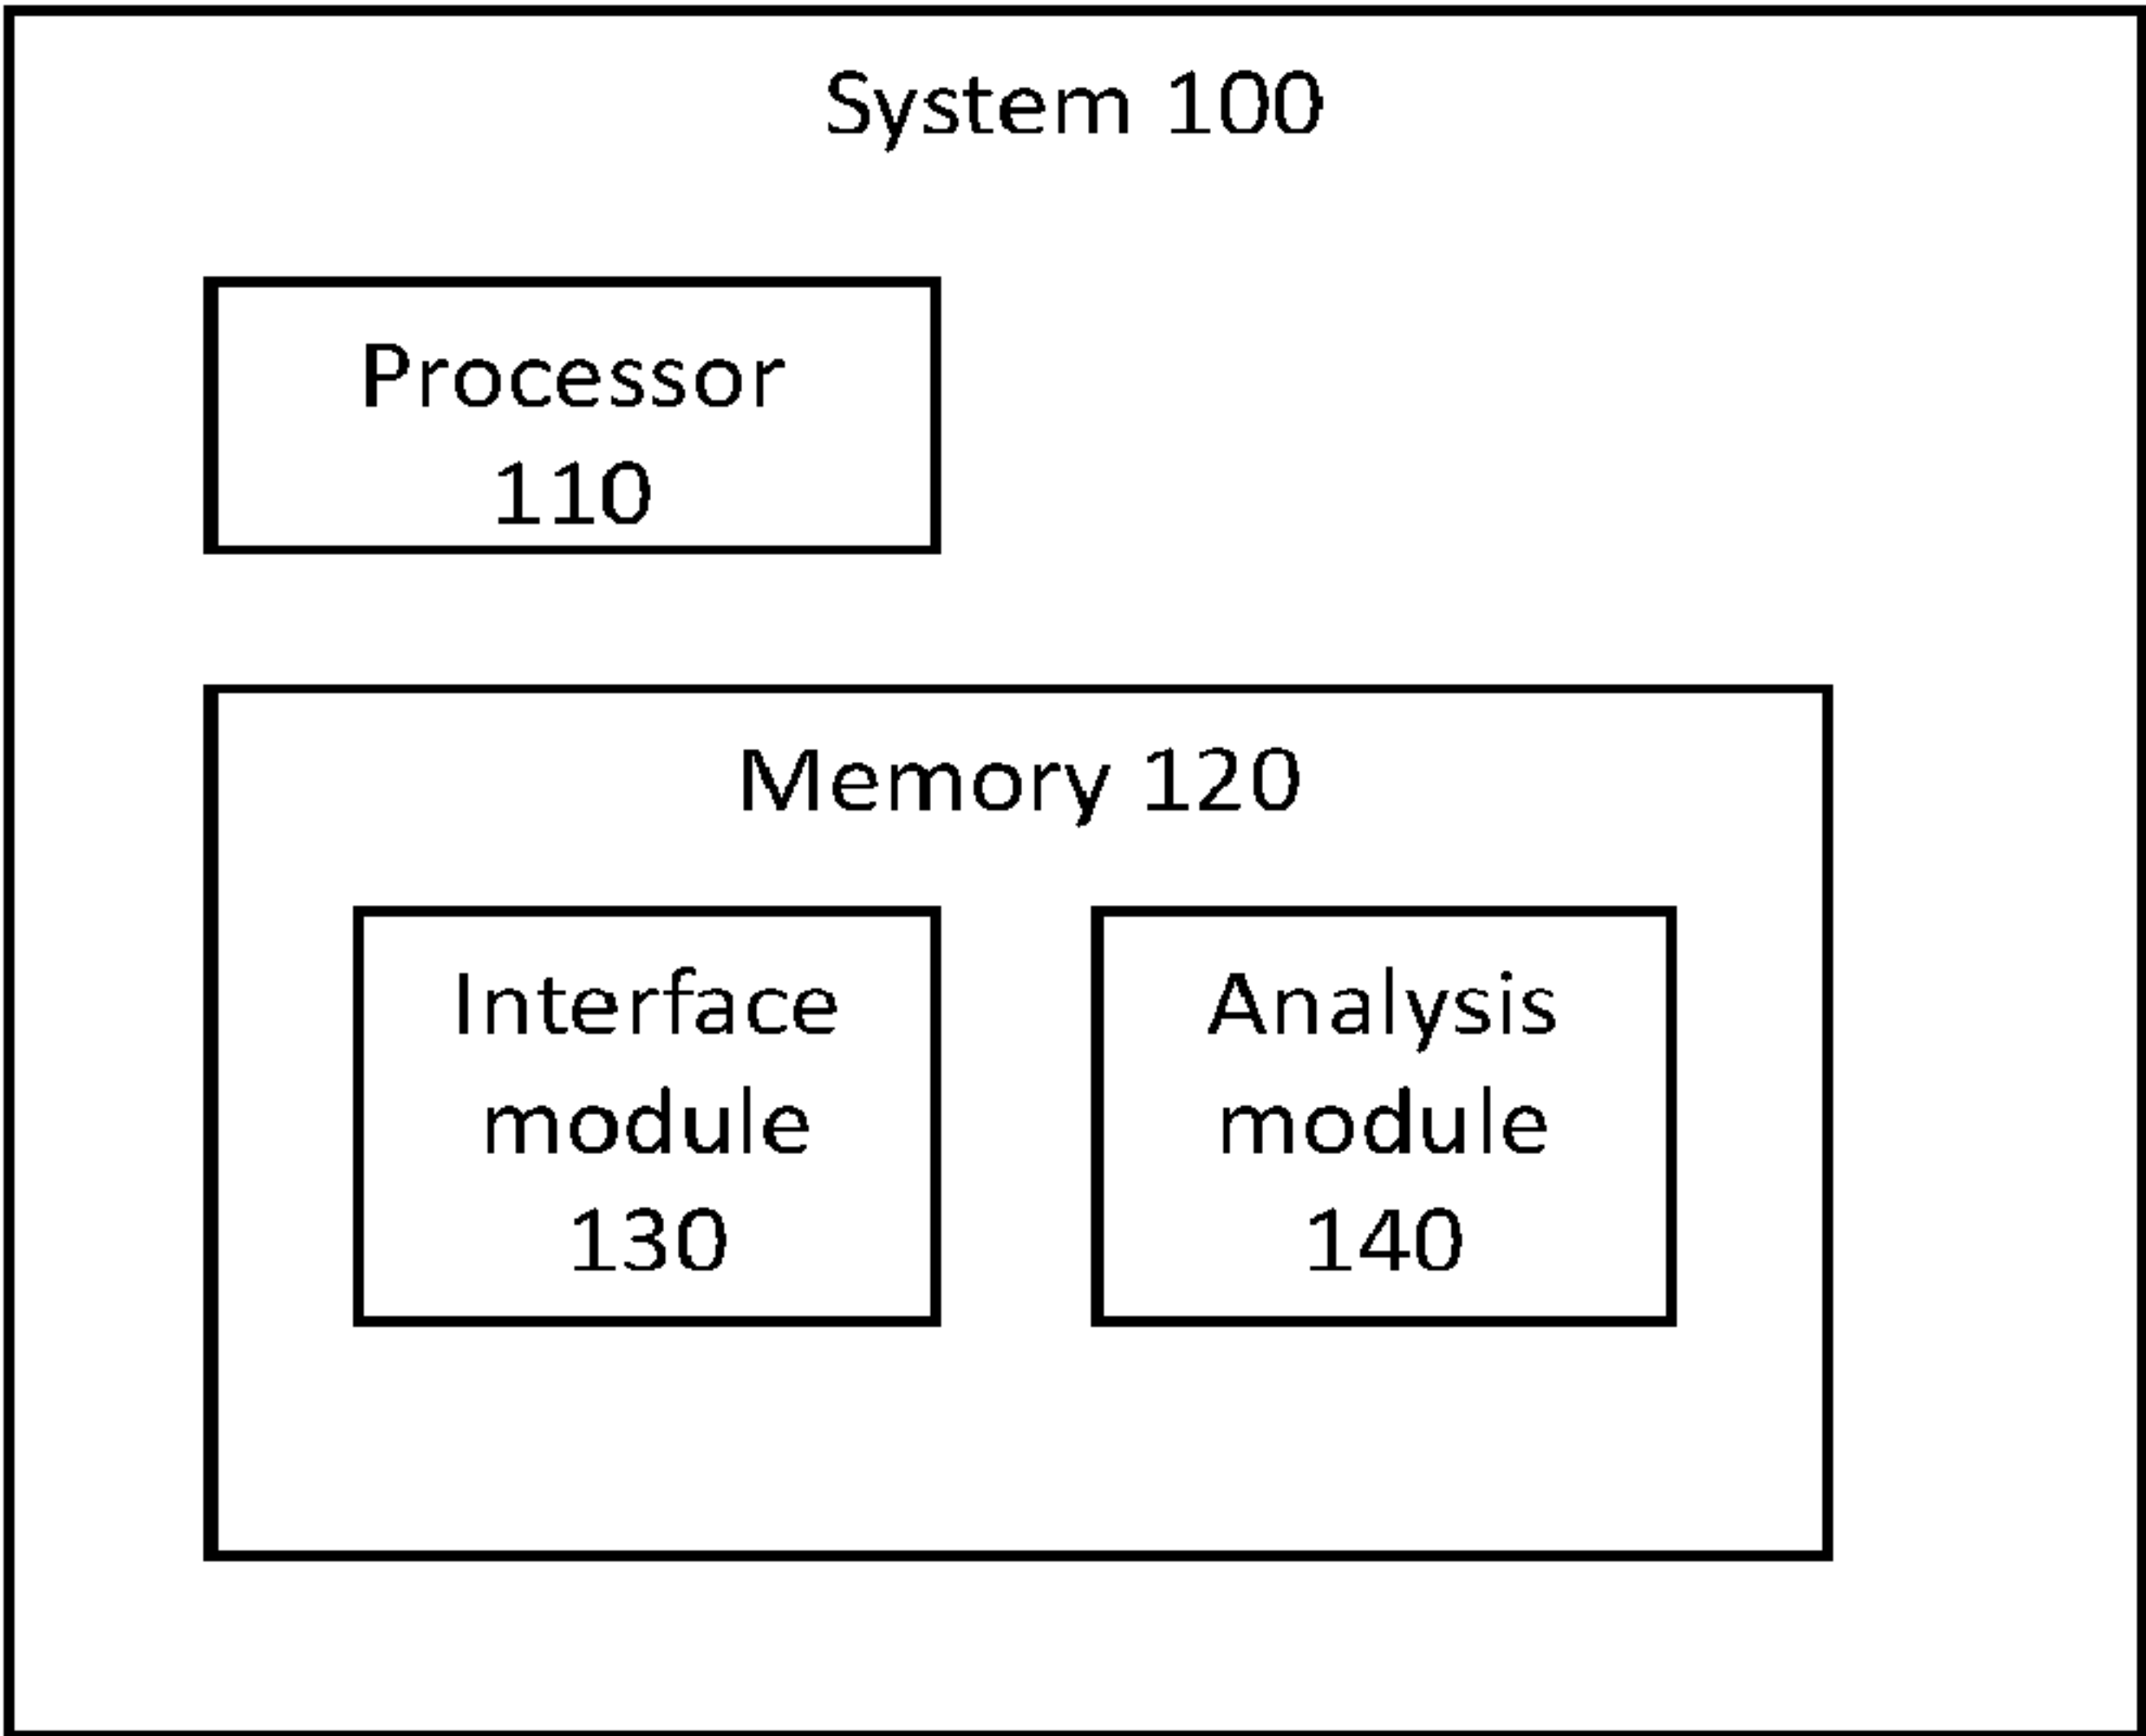 System 100
Processor
110
Memory 120
Interface
module
130
Analysis
module
140